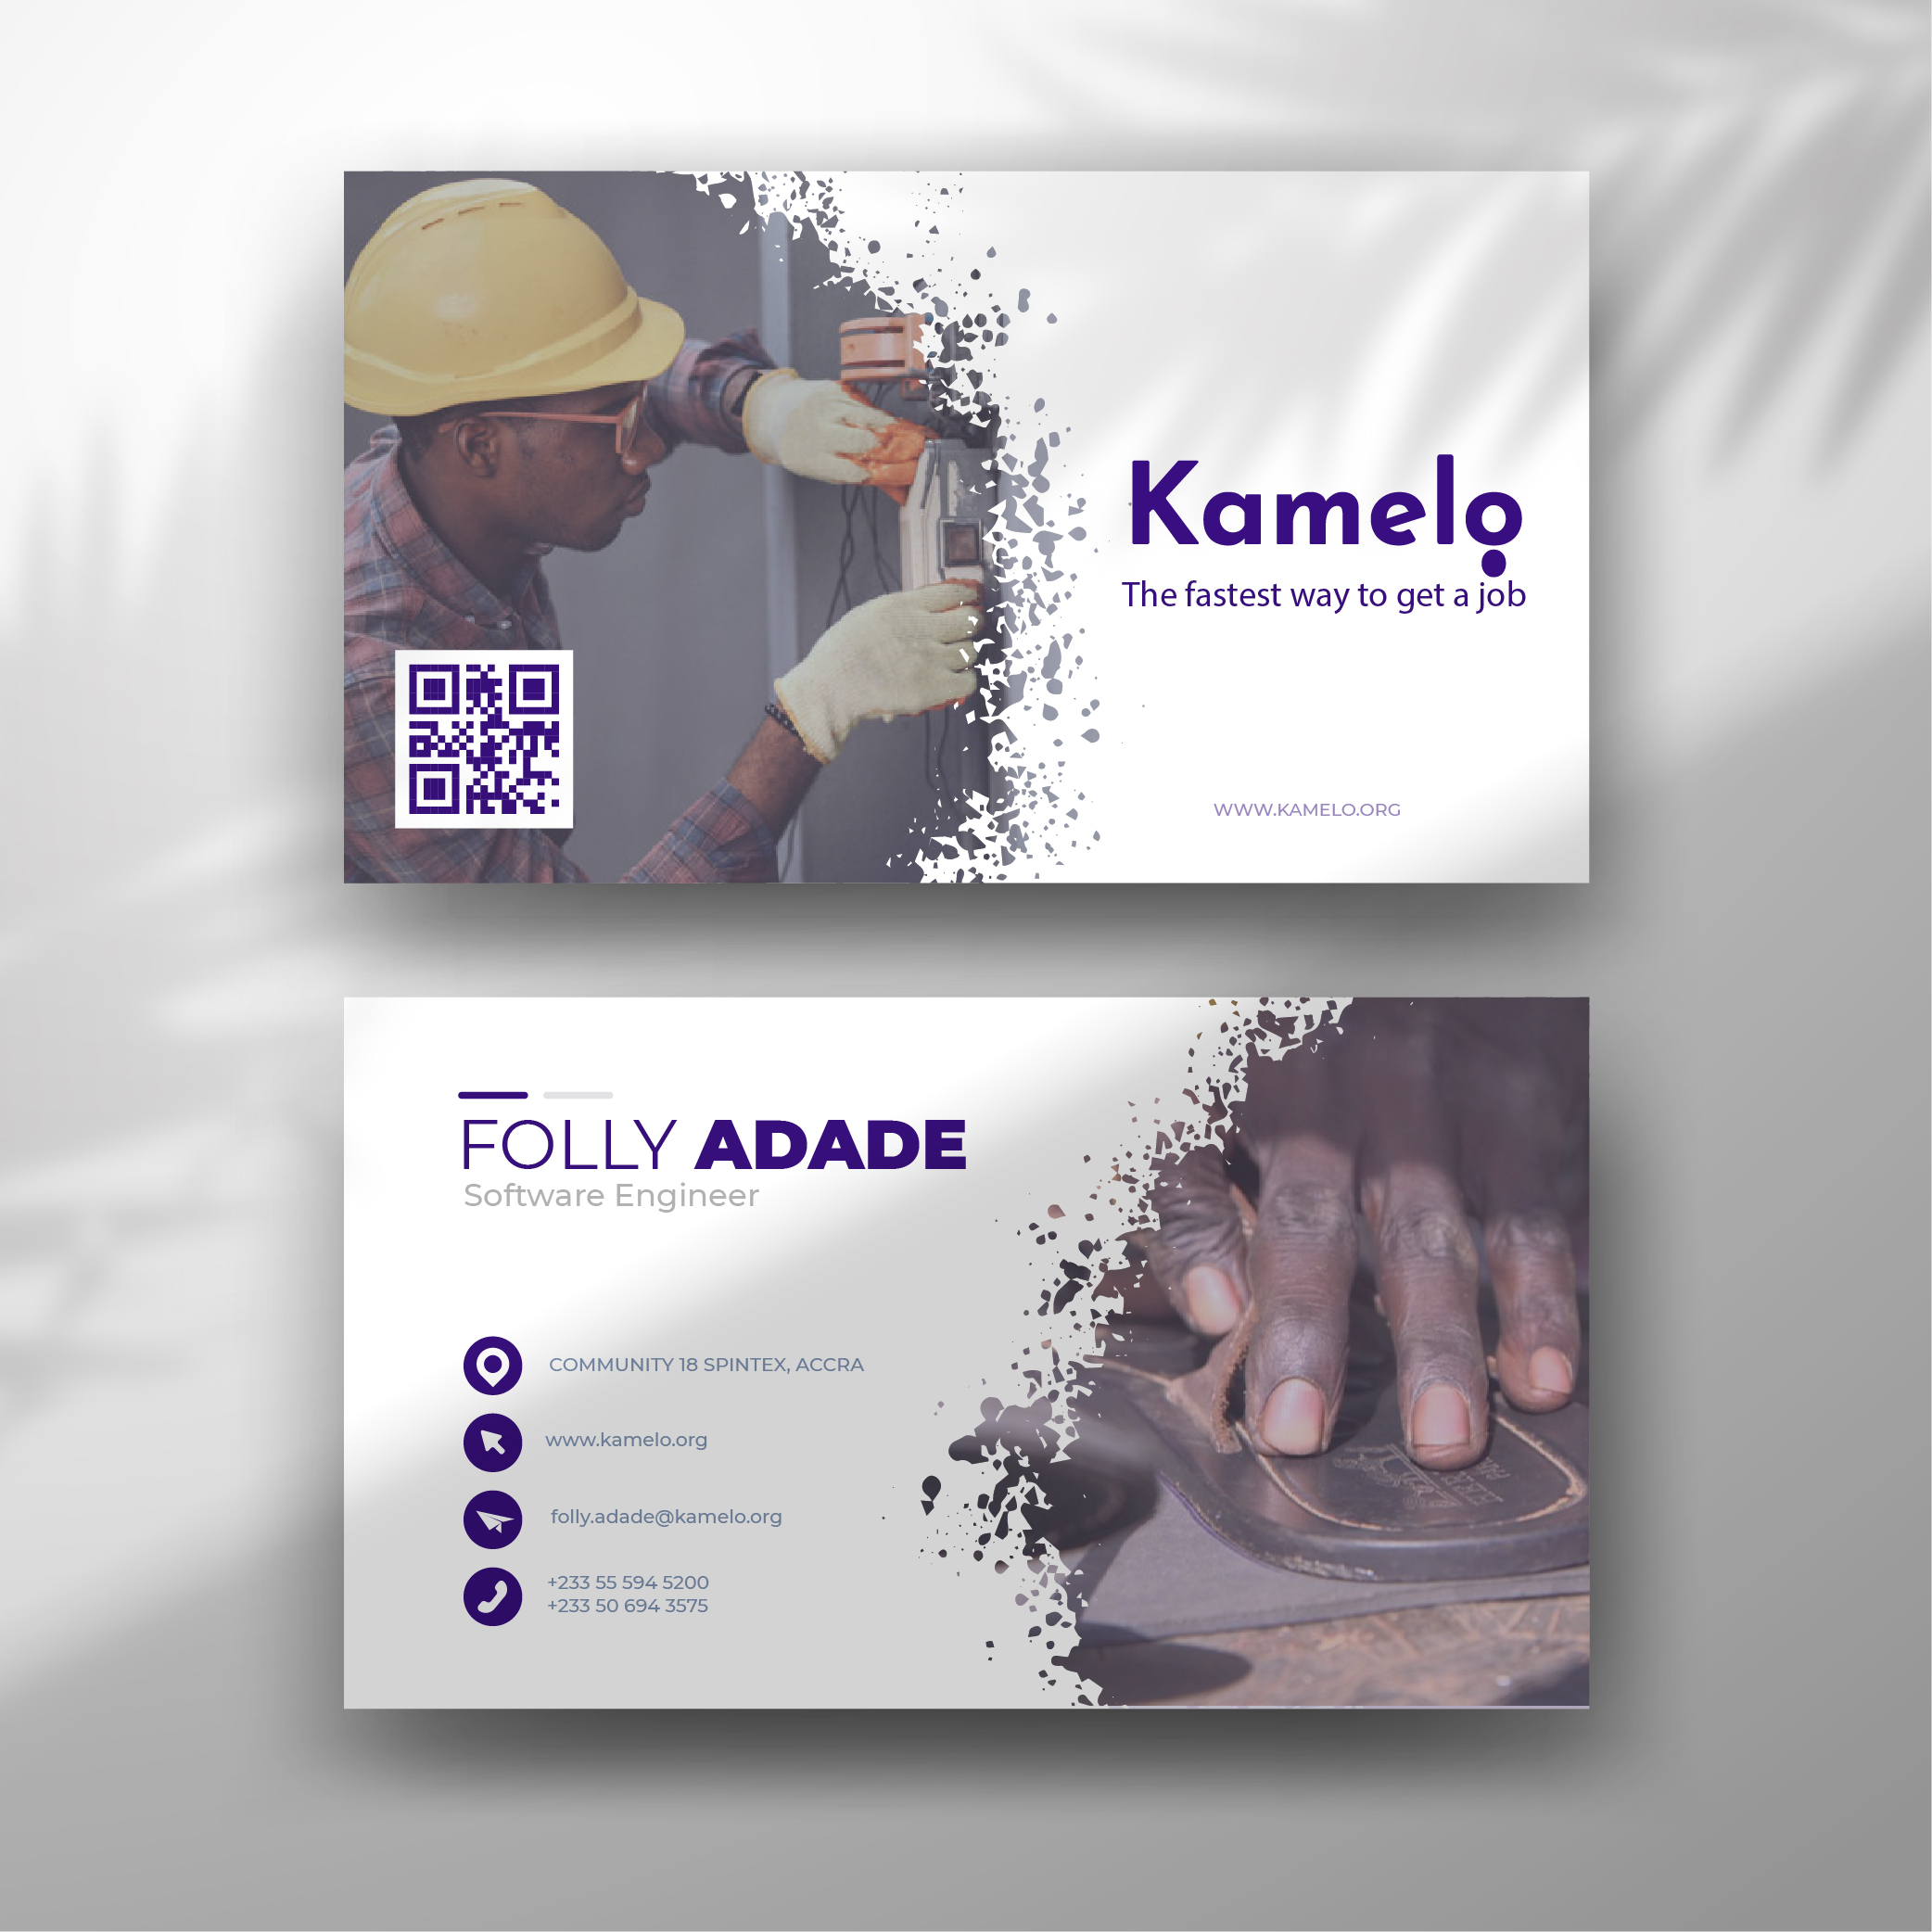 Kamelọ
The fastest way to get a job
WWW.KAMELO.ORG
FOLLY ADADE
Software Engineer
COMMUNITY 18 SPINTEX, ACCRA
www.kamelo.org
folly.adade@kamelo.org
+233 55 594 5200
+233 50 694 3575